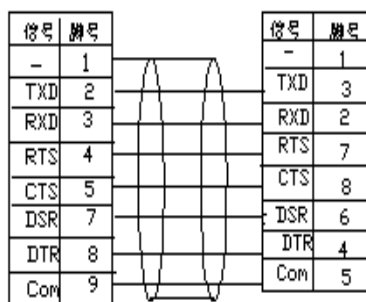 信号 脚号
- 1
TXD 2
RXD 3
RTS 4
CTS 5
DSR 7
DTR 8
Com 9
信号 脚号
- 1
TXD 3
RXD 2
RTS 7
CTS 8
DSR 6
DTR 4
Com 5